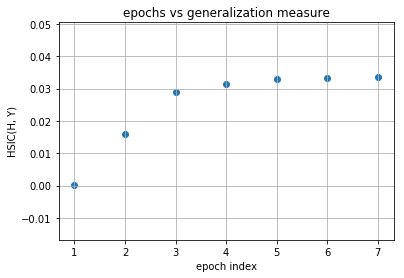 epochs vs generalization measure
0.05
0.04
0.03
0.02
0.01
0.00
−0.01
HSIC(H, Y)
1 2 3 4 5 6 7
epoch index